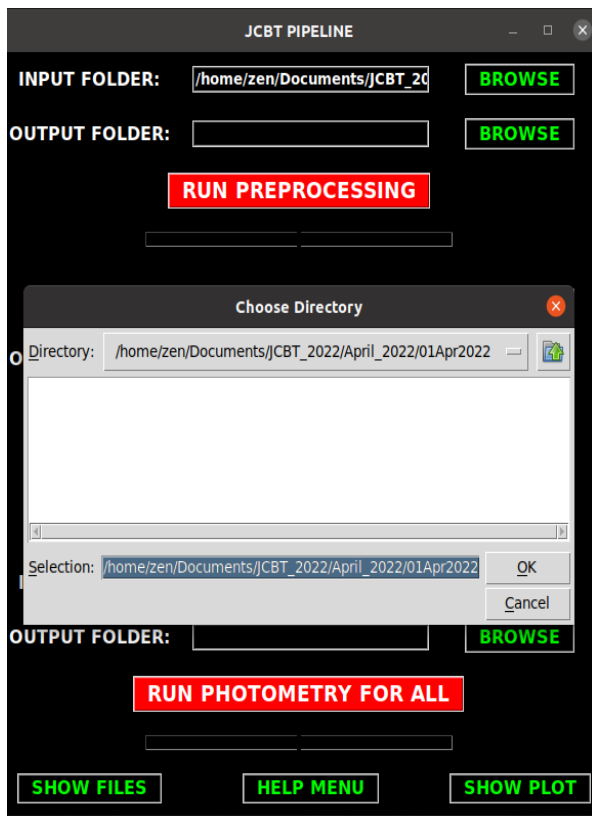 JCBT PIPELINE
INPUT FOLDER: /home/zen/Documents/JCBT_20 BROWSE
OUTPUT FOLDER: BROWSE
RUN PREPROCESSING
Choose Directory
Directory: /home/zen/Documents/JCBT_2022/April_2022/01Apr2022
Selection: /home/zen/Documents/JCBT_2022/April_2022/01Apr2022 OK
Cancel
OUTPUT FOLDER: BROWSE
RUN PHOTOMETRY FOR ALL
SHOW FILES HELP MENU SHOW PLOT